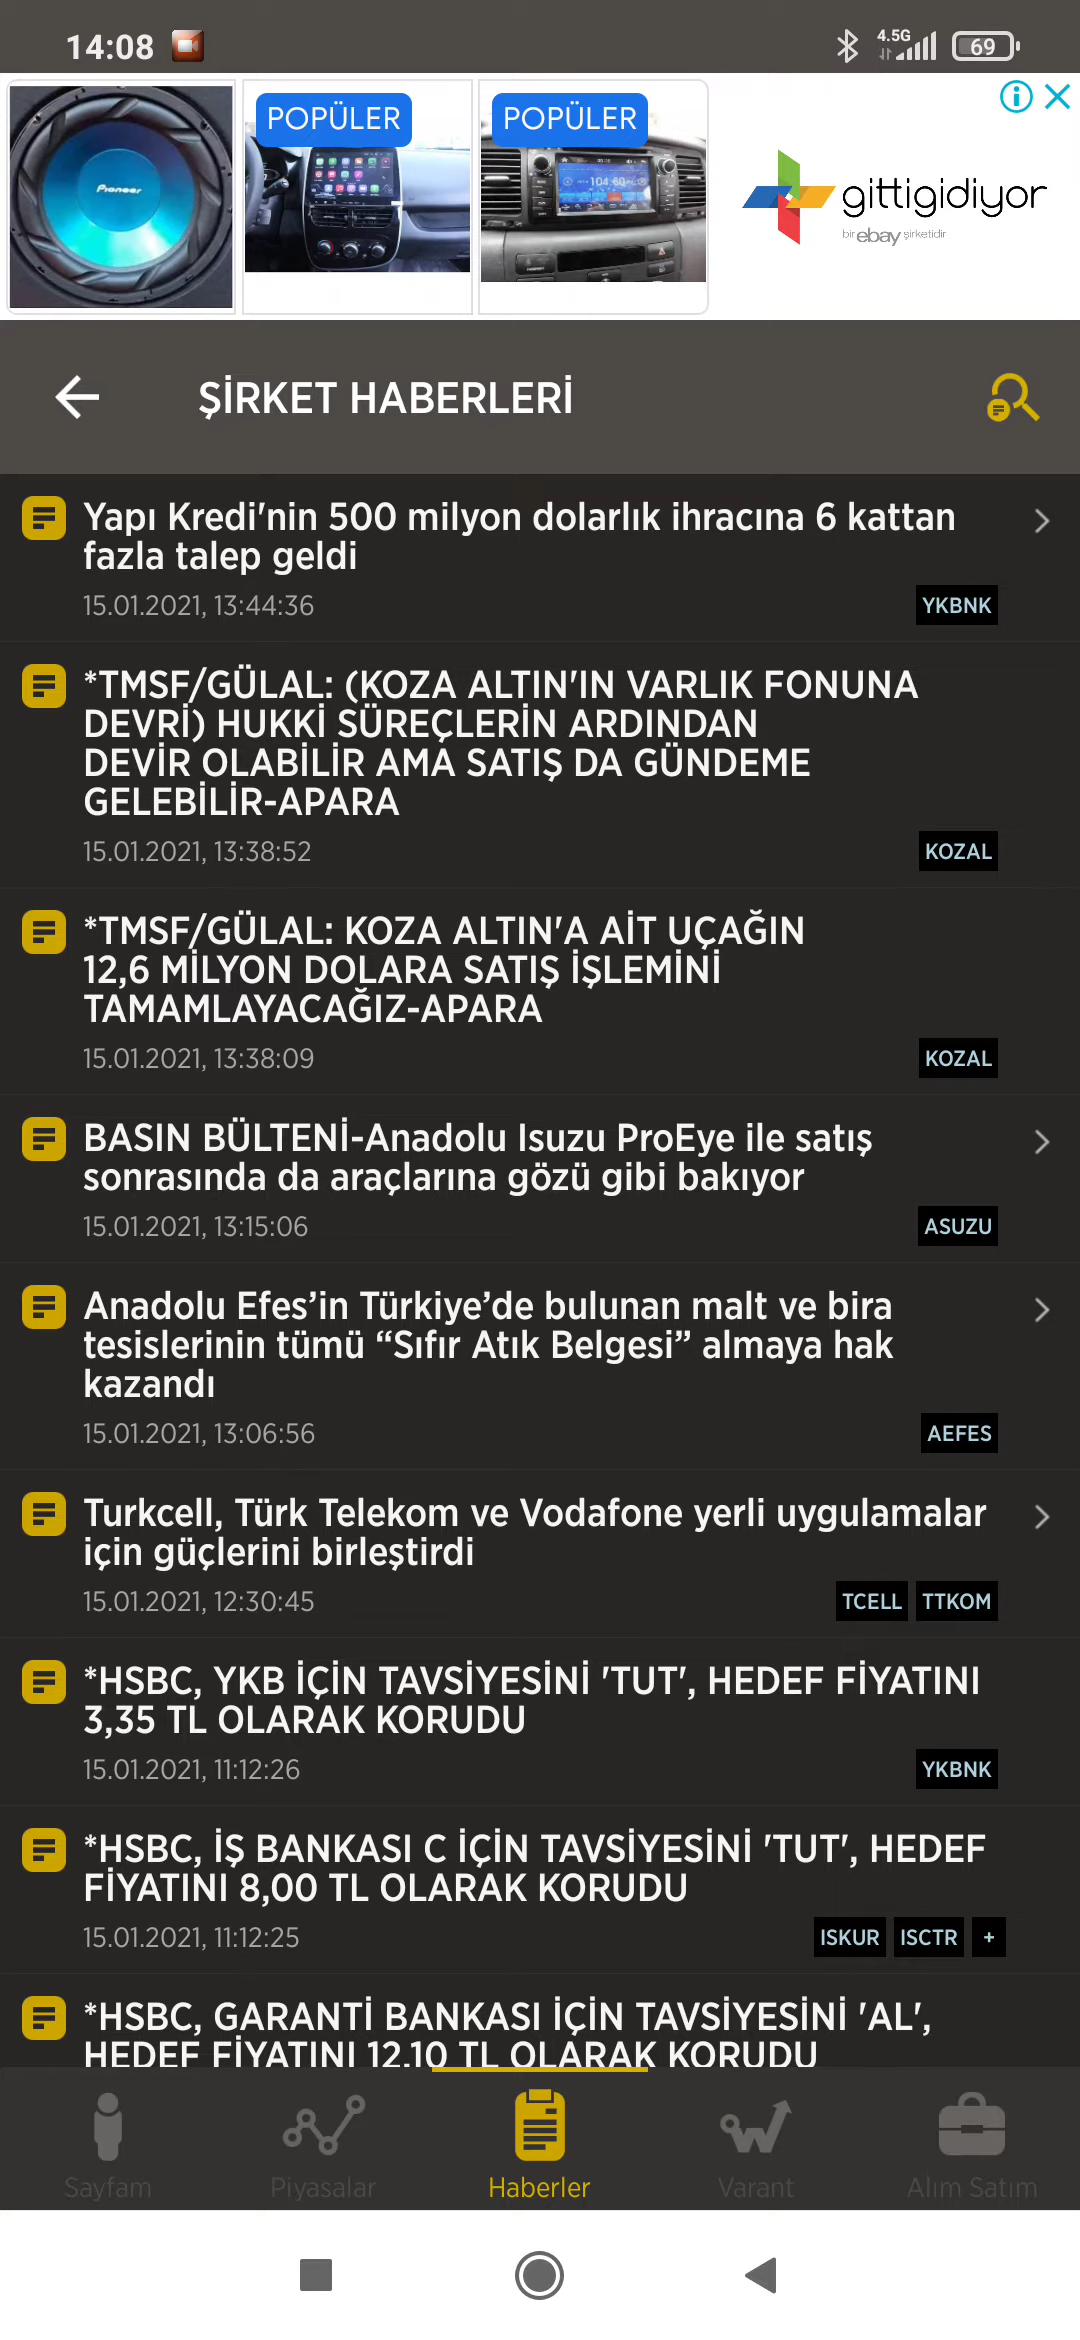 14:08
4.5G
69
Pioneer
POPÜLER
POPÜLER
104.60
gittigidiyor
bir ebay şirketidir
ŞİRKET HABERLERİ
Yapı Kredi'nin 500 milyon dolarlık ihracına 6 kattan
fazla talep geldi
15.01.2021, 13:44:36
YKBNK
*TMSF/GÜLAL: (KOZA ALTIN'IN VARLIK FONUNA
DEVRİ) HUKKİ SÜREÇLERİN ARDINDAN
DEVİR OLABİLİR AMA SATIŞ DA GÜNDEME
GELEBİLİR-APARA
15.01.2021, 13:38:52
KOZAL
*TMSF/GÜLAL: KOZA ALTIN'A AİT UÇAĞIN
12,6 MİLYON DOLARA SATIŞ İŞLEMİNİ
TAMAMLAYACAĞIZ-APARA
15.01.2021, 13:38:09
KOZAL
BASIN BÜLTENİ-Anadolu Isuzu ProEye ile satış
sonrasında da araçlarına gözü gibi bakıyor
15.01.2021, 13:15:06
ASUZU
Anadolu Efes’in Türkiye’de bulunan malt ve bira
tesislerinin tümü “Sıfır Atık Belgesi” almaya hak
kazandı
15.01.2021, 13:06:56
AEFES
Turkcell, Türk Telekom ve Vodafone yerli uygulamalar
için güçlerini birleştirdi
15.01.2021, 12:30:45
TCELL TTKOM
*HSBC, YKB İÇİN TAVSİYESİNİ 'TUT', HEDEF FİYATINI
3,35 TL OLARAK KORUDU
15.01.2021, 11:12:26
YKBNK
*HSBC, İŞ BANKASI C İÇİN TAVSİYESİNİ 'TUT', HEDEF
FİYATINI 8,00 TL OLARAK KORUDU
15.01.2021, 11:12:25
ISKUR ISCTR +
*HSBC, GARANTİ BANKASI İÇİN TAVSİYESİNİ 'AL',
HEDEF FİYATINI 12,10 TL OLARAK KORUDU
Sayfam
Piyasalar
Haberler
Varant
Alım Satım